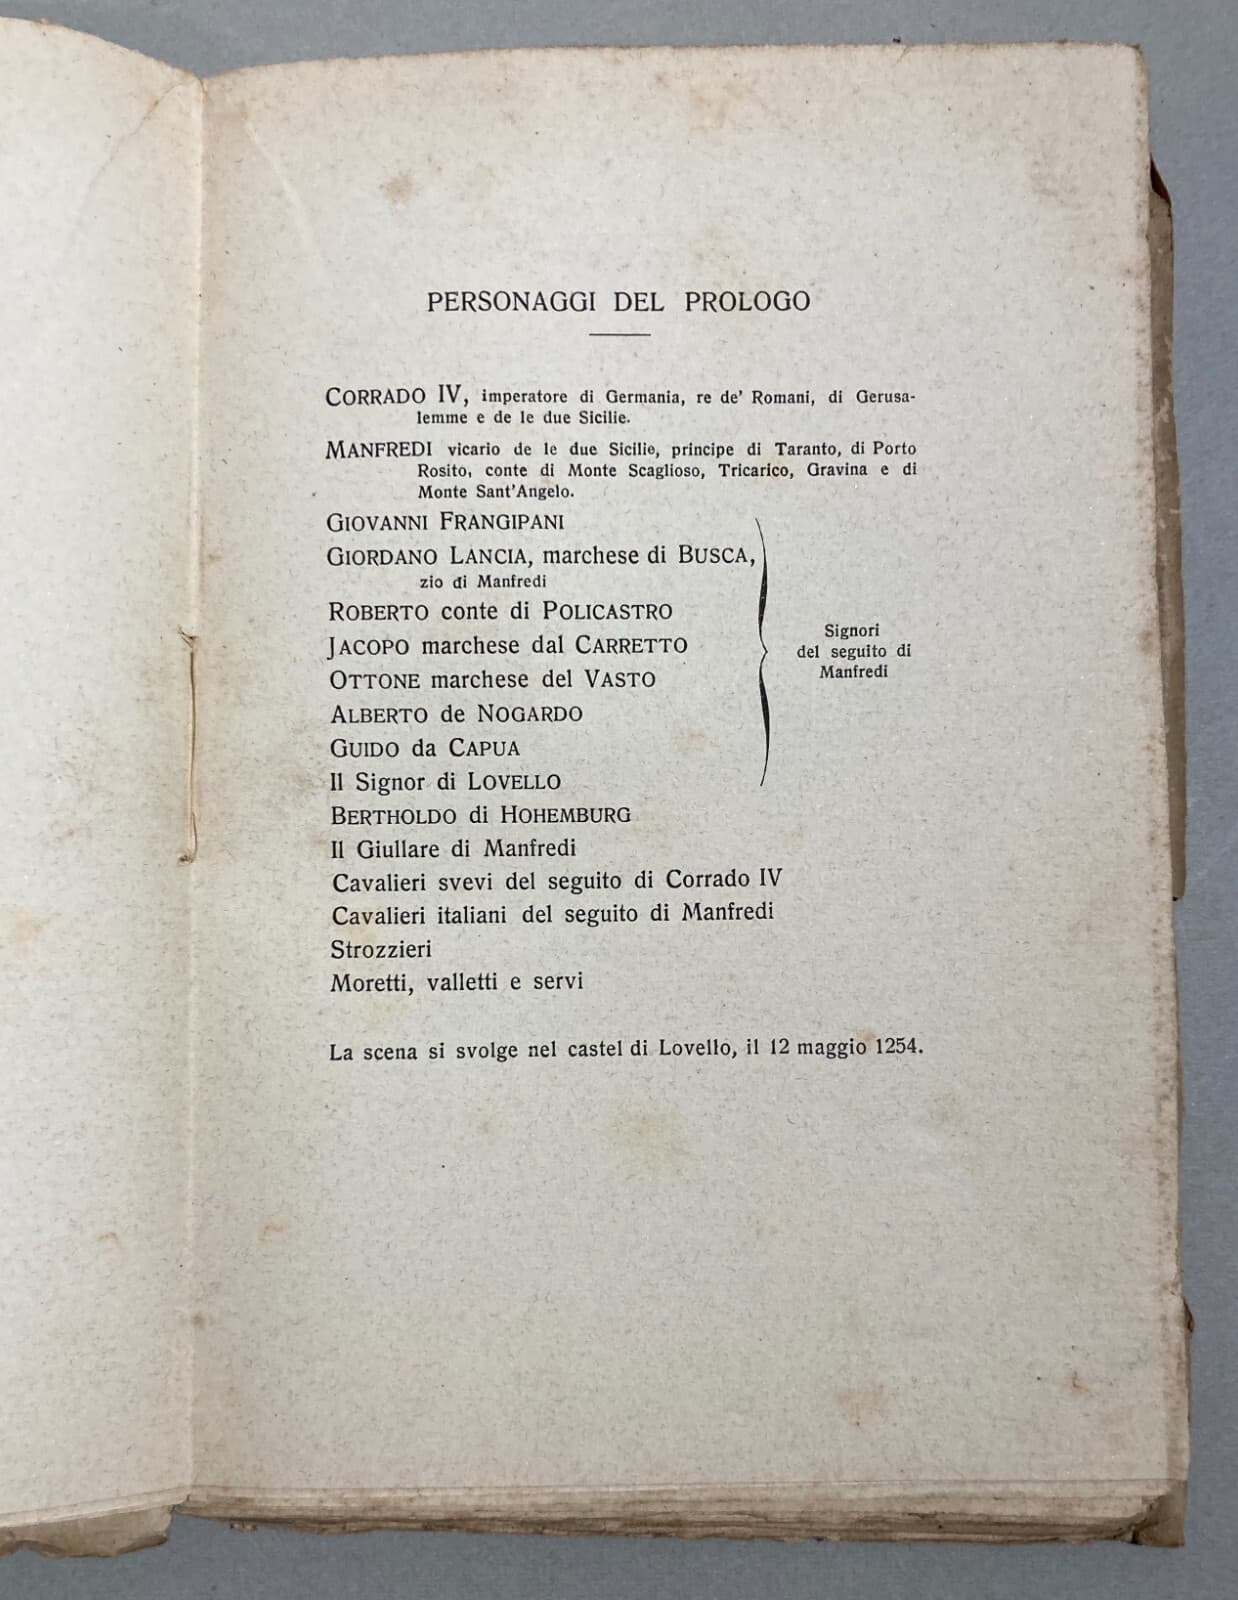 PERSONAGGI DEL PROLOGO
CORRADO IV, imperatore di Germania, re de' Romani, di Gerusa-
lemme e de le due Sicilie.
MANFREDI vicario de le due Sicilie, principe di Taranto, di Porto
Rosito, conte di Monte Scaglioso, Tricarico, Gravina e di
Monte Sant'Angelo.
GIOVANNI FRANGIPANI
GIORDANO LANCIA, marchese di BUSCA,
zio di Manfredi
ROBERTO conte di POLICASTRO
JACOPO marchese dal CARRETTO
OTTONE marchese del VASTO
ALBERTO de NOGARDO
GUIDO da CAPUA
Il Signor di LOVELLO
Signori
del seguito di
Manfredi
BERTHOLDO di HOHEMBURG
Il Giullare di Manfredi
Cavalieri svevi del seguito di Corrado IV
Cavalieri italiani del seguito di Manfredi
Strozzieri
Moretti, valletti e servi
La scena si svolge nel castel di Lovello, il 12 maggio 1254.